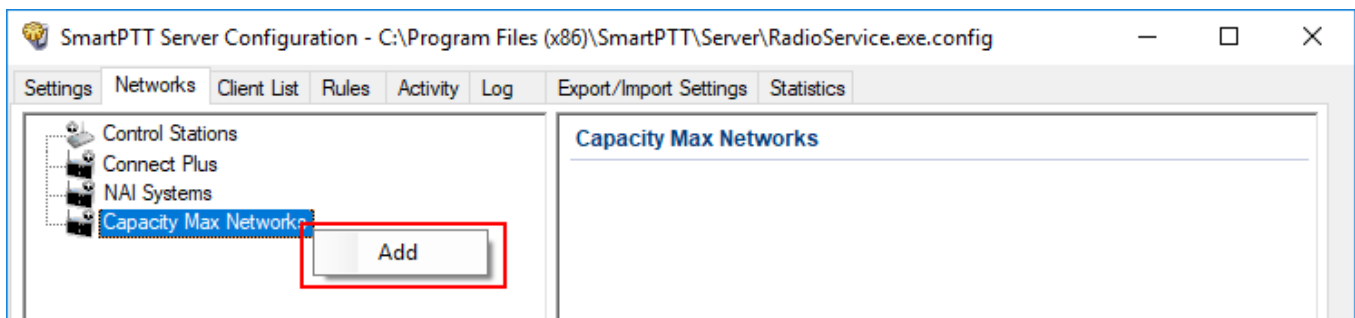 SmartPTT Server Configuration - C:\Program Files (x86)\SmartPTT\Server\RadioService.exe.config
Settings Networks Client List Rules Activity Log Export/Import Settings Statistics
Control Stations
Connect Plus
NAI Systems
Capacity Max Networks
Add
Capacity Max Networks